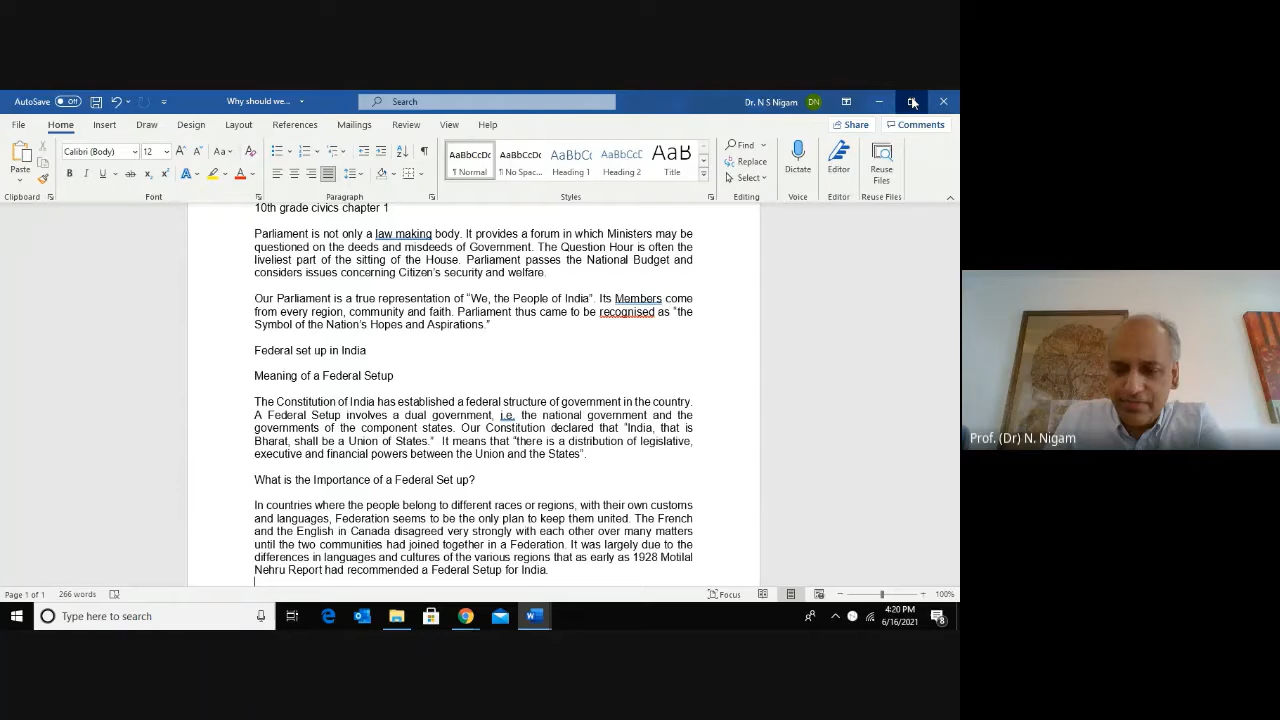 AutoSave Off Why should we... Search Dr. N S Nigam DN
File Home Insert Draw Design Layout References Mailings Review View Help Share Comments
Paste Calibri (Body) 12 Aa AaBbCcDc AaBbCcDc AaBbCc AaBbCcC AaB Find Replace Select Dictate Editor Reuse Files
B I U ab x₂ x² A A ¶ Normal ¶ No Spac... Heading 1 Heading 2 Title
Clipboard Font Paragraph Styles Editing Voice Editor Reuse Files
10th grade civics chapter 1
Parliament is not only a law making body. It provides a forum in which Ministers may be
questioned on the deeds and misdeeds of Government. The Question Hour is often the
liveliest part of the sitting of the House. Parliament passes the National Budget and
considers issues concerning Citizen's security and welfare.
Our Parliament is a true representation of "We, the People of India". Its Members come
from every region, community and faith. Parliament thus came to be recognised as "the
Symbol of the Nation's Hopes and Aspirations."
Federal set up in India
Meaning of a Federal Setup
The Constitution of India has established a federal structure of government in the country.
A Federal Setup involves a dual government, i.e. the national government and the
governments of the component states. Our Constitution declared that "India, that is
Bharat, shall be a Union of States." It means that "there is a distribution of legislative,
executive and financial powers between the Union and the States".
What is the Importance of a Federal Set up?
In countries where the people belong to different races or regions, with their own customs
and languages, Federation seems to be the only plan to keep them united. The French
and the English in Canada disagreed very strongly with each other over many matters
until the two communities had joined together in a Federation. It was largely due to the
differences in languages and cultures of the various regions that as early as 1928 Motilal
Nehru Report had recommended a Federal Setup for India.
Page 1 of 1 266 words Focus 100%
Type here to search
4:20 PM
6/16/2021
8
Prof. (Dr) N. Nigam